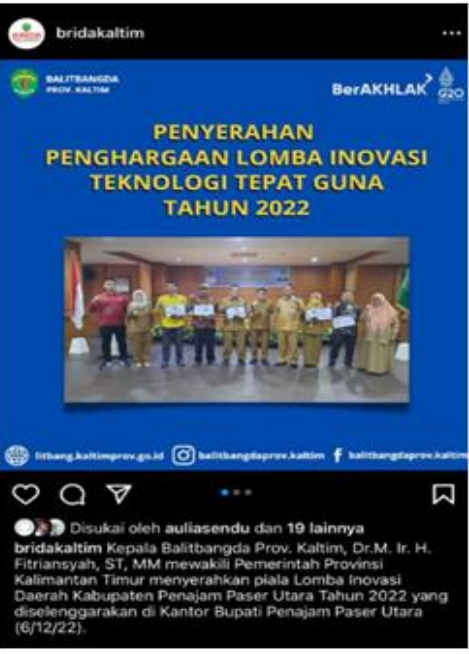 bridakaltim
BALITBANGDA
PROV. KALTIM
BerAKHLAK
G20
PENYERAHAN
PENGHARGAAN LOMBA INOVASI
TEKNOLOGI TEPAT GUNA
TAHUN 2022
litbang.kaltimprov.go.id balitbangdaprov.kaltim balitbangdaprov.kaltim
Disukai oleh auliasendu dan 19 lainnya
bridakaltim Kepala Balitbangda Prov. Kaltim, Dr.M. Ir. H.
Fitriansyah, ST, MM mewakili Pemerintah Provinsi
Kalimantan Timur menyerahkan piala Lomba Inovasi
Daerah Kabupaten Penajam Paser Utara Tahun 2022 yang
diselenggarakan di Kantor Bupati Penajam Paser Utara
(6/12/22).